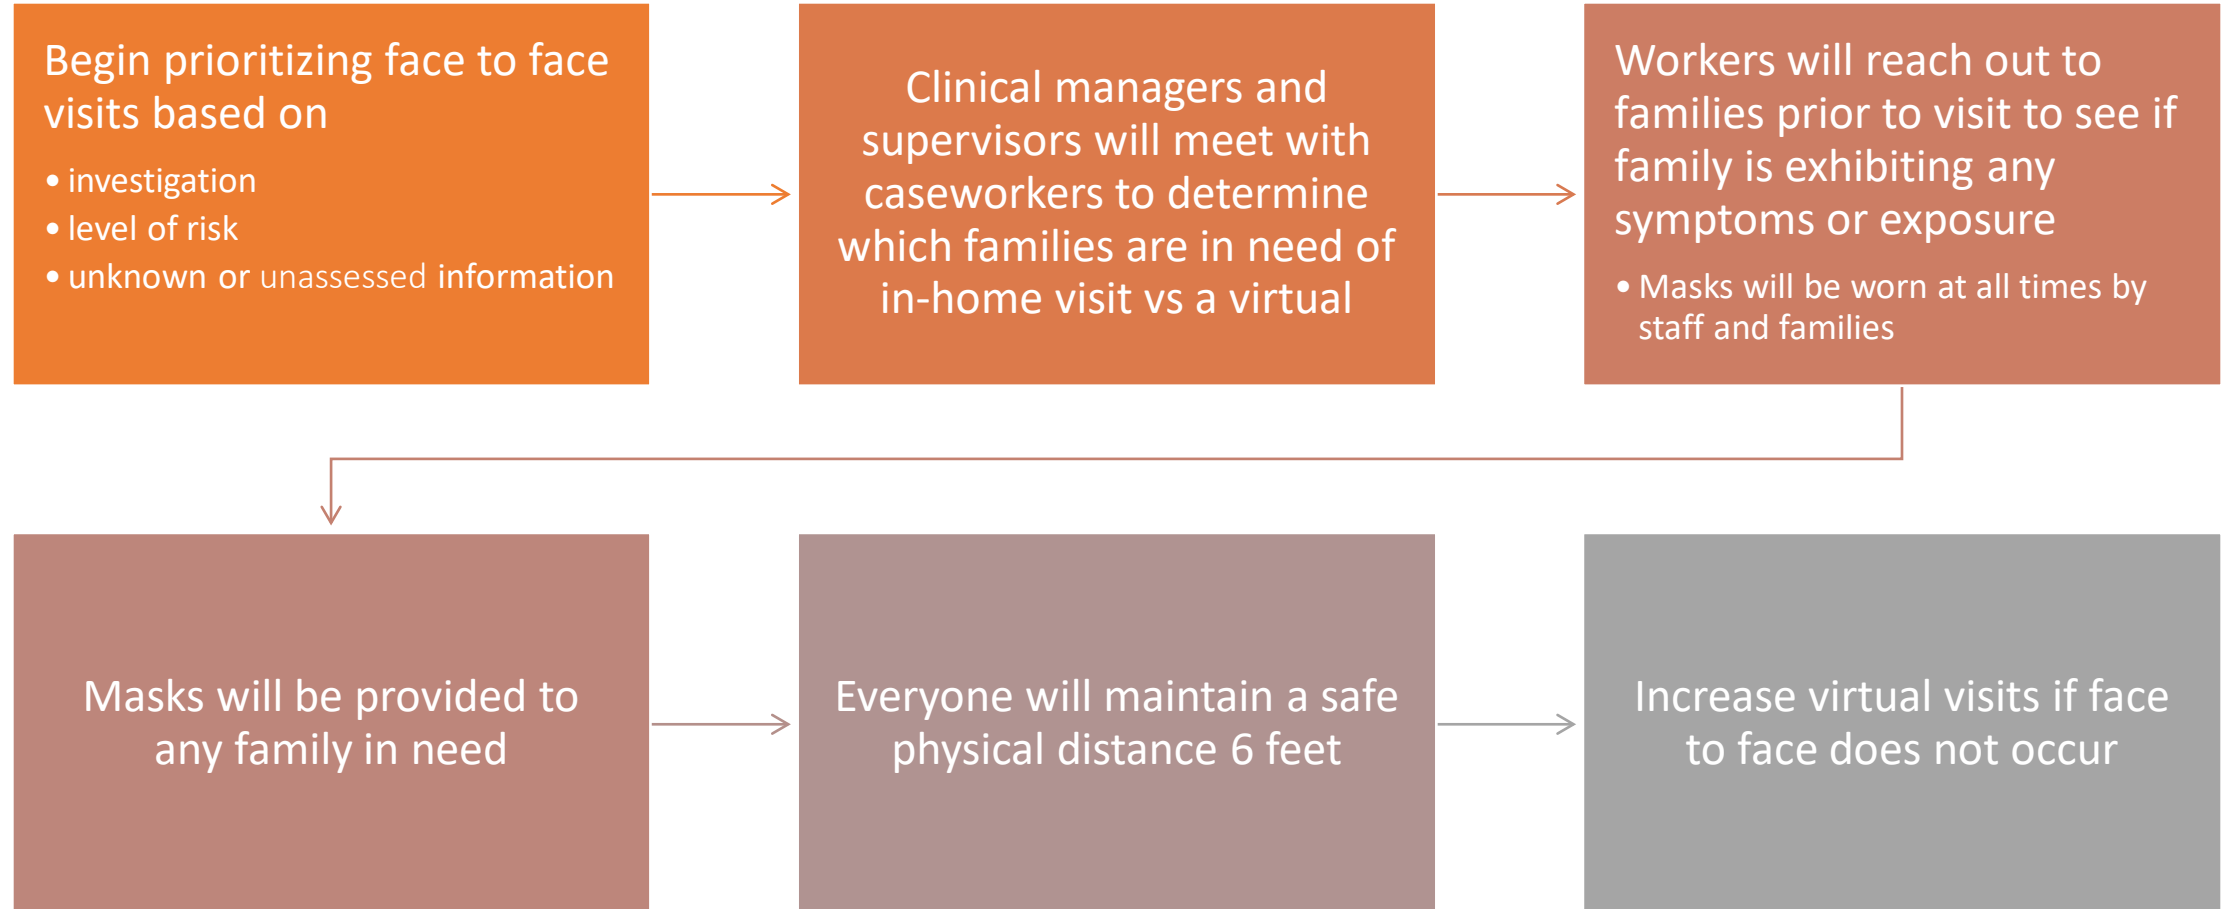 Begin prioritizing face to face
visits based on
• investigation
• level of risk
• unknown or unassessed information
Clinical managers and
supervisors will meet with
caseworkers to determine
which families are in need of
in-home visit vs a virtual
Workers will reach out to
families prior to visit to see if
family is exhibiting any
symptoms or exposure
• Masks will be worn at all times by
staff and families
Masks will be provided to
any family in need
Everyone will maintain a safe
physical distance 6 feet
Increase virtual visits if face
to face does not occur